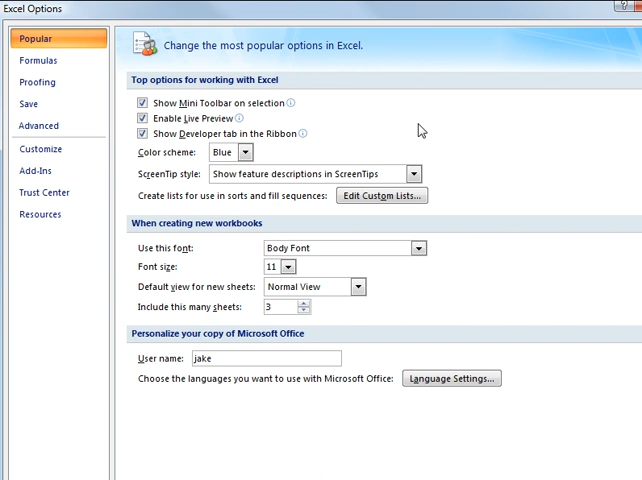 Excel Options
?
Popular
Formulas
Proofing
Save
Advanced
Customize
Add-Ins
Trust Center
Resources
Change the most popular options in Excel.
Top options for working with Excel
Show Mini Toolbar on selection
Enable Live Preview
Show Developer tab in the Ribbon
Color scheme: Blue
ScreenTip style: Show feature descriptions in ScreenTips
Create lists for use in sorts and fill sequences: Edit Custom Lists...
When creating new workbooks
Use this font: Body Font
Font size: 11
Default view for new sheets: Normal View
Include this many sheets: 3
Personalize your copy of Microsoft Office
User name: jake
Choose the languages you want to use with Microsoft Office: Language Settings...